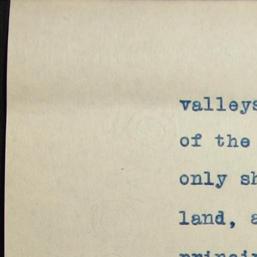 valleys
of the
only sh
land, a